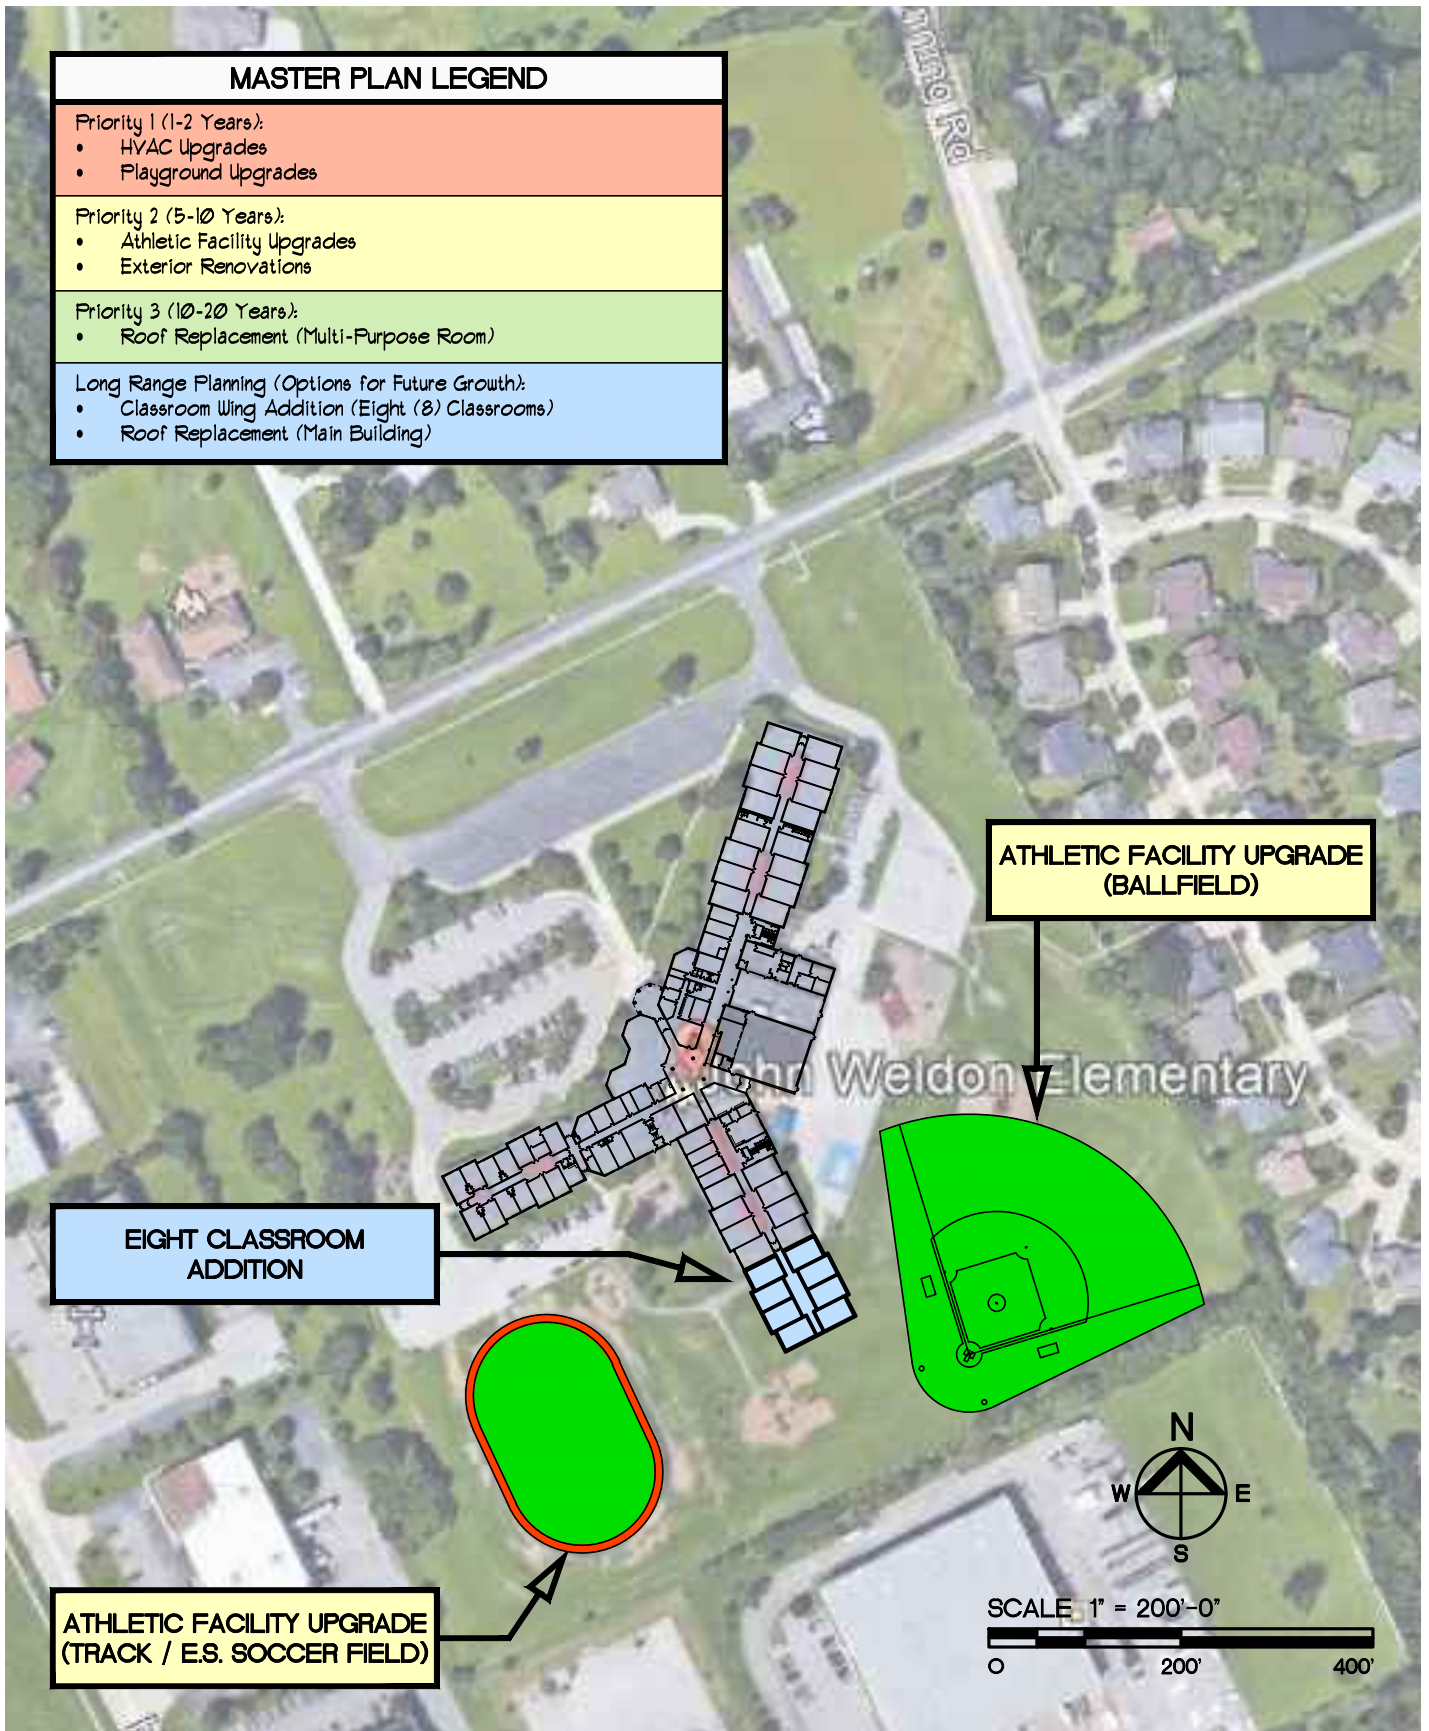 MASTER PLAN LEGEND
Priority 1 (1-2 Years):
• HVAC Upgrades
• Playground Upgrades
Priority 2 (5-10 Years):
• Athletic Facility Upgrades
• Exterior Renovations
Priority 3 (10-20 Years):
• Roof Replacement (Multi-Purpose Room)
Long Range Planning (Options for Future Growth):
• Classroom Wing Addition (Eight (8) Classrooms)
• Roof Replacement (Main Building)
Rd
ATHLETIC FACILITY UPGRADE
(BALLFIELD)
John Weldon Elementary
EIGHT CLASSROOM
ADDITION
N
W E
S
ATHLETIC FACILITY UPGRADE
(TRACK / E.S. SOCCER FIELD)
SCALE 1" = 200'-0"
0 200' 400'